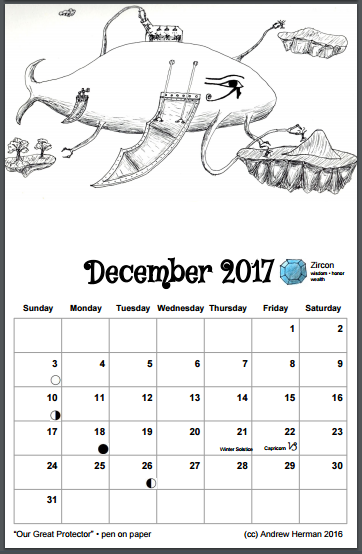 December 2017
Zircon
wisdom • honor
wealth
Sunday Monday Tuesday Wednesday Thursday Friday Saturday
1 2
3 4 5 6 7 8 9
10 11 12 13 14 15 16
17 18 19 20 21 22 23
Winter Solstice Capricorn
24 25 26 27 28 29 30
31
“Our Great Protector” • pen on paper (cc) Andrew Herman 2016